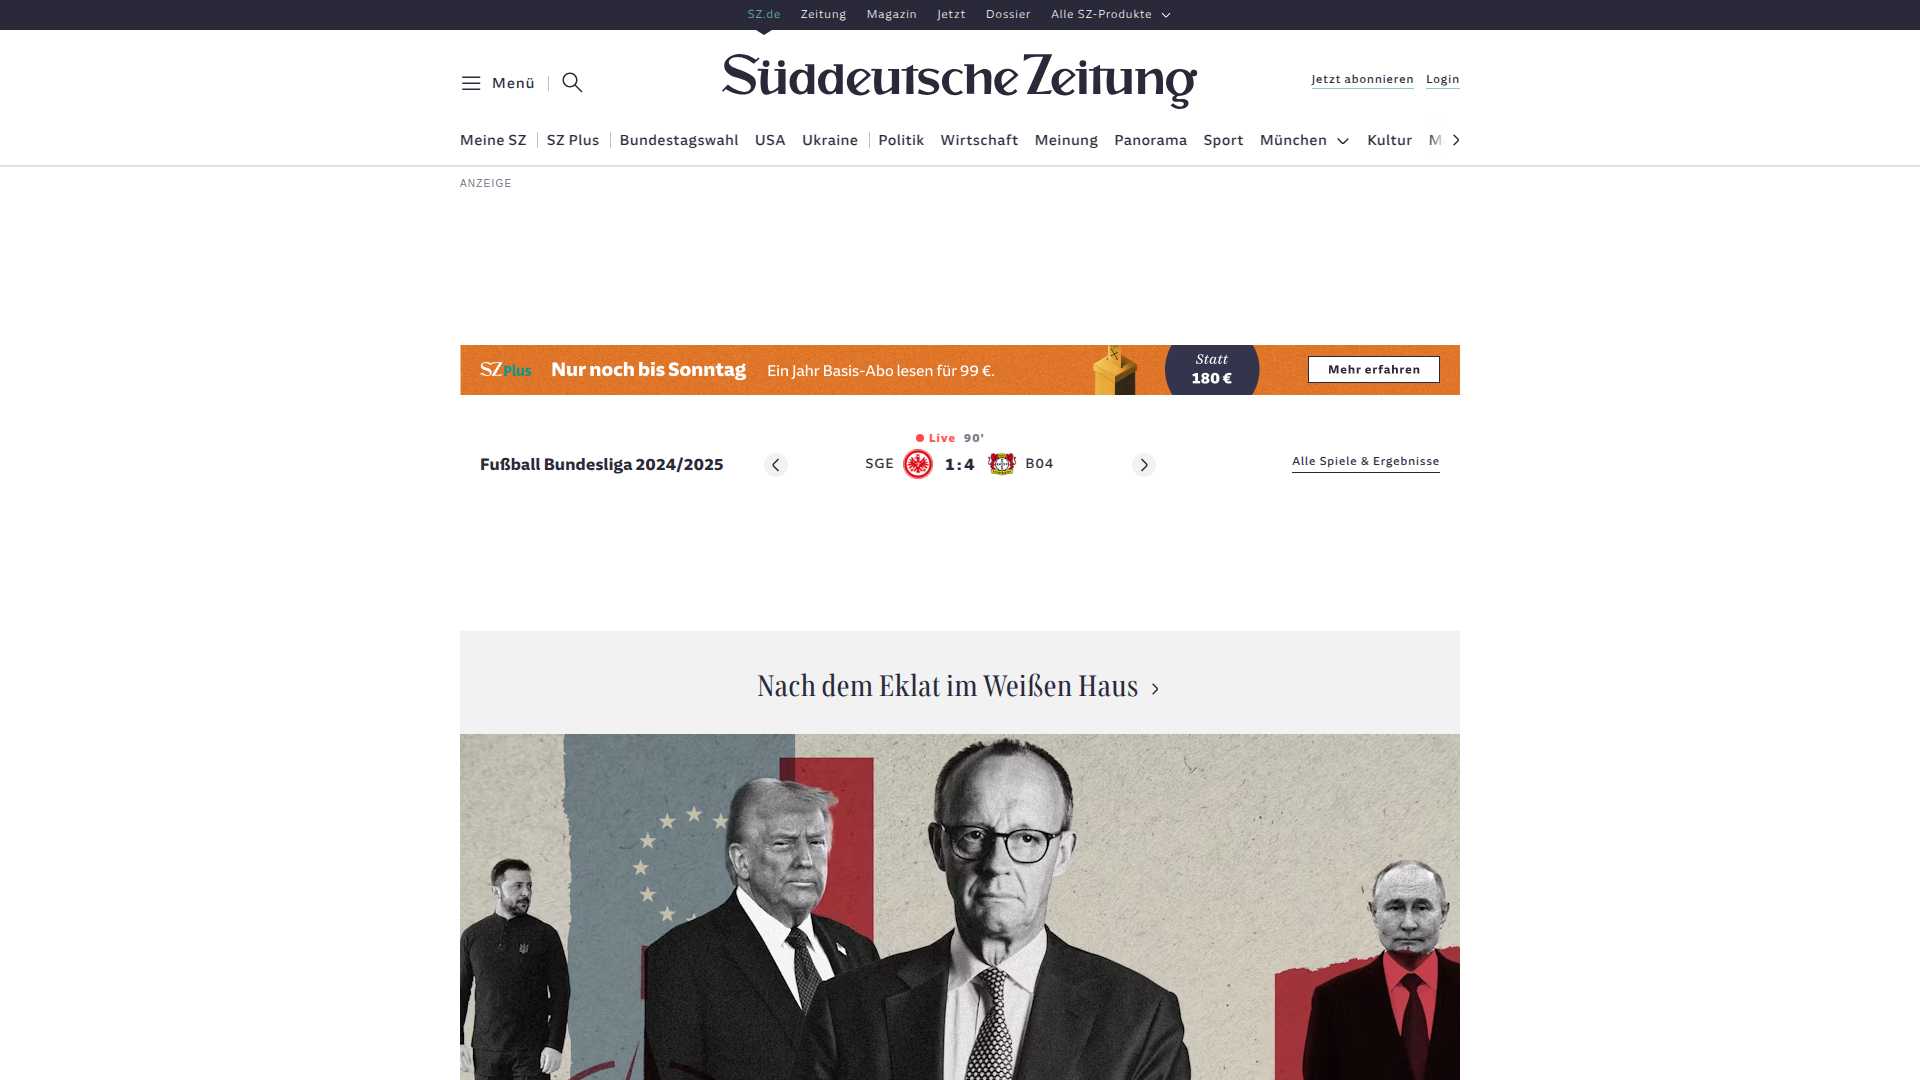 SZ.de Zeitung Magazin Jetzt Dossier Alle SZ-Produkte
Menü
Süddeutsche Zeitung
Jetzt abonnieren Login
Meine SZ SZ Plus Bundestagswahl USA Ukraine Politik Wirtschaft Meinung Panorama Sport München Kultur M
ANZEIGE
SZ Plus Nur noch bis Sonntag Ein Jahr Basis-Abo lesen für 99 €.
Statt
180 €
Mehr erfahren
Live 90'
Fußball Bundesliga 2024/2025
SGE 1:4 B04
Alle Spiele & Ergebnisse
Nach dem Eklat im Weißen Haus